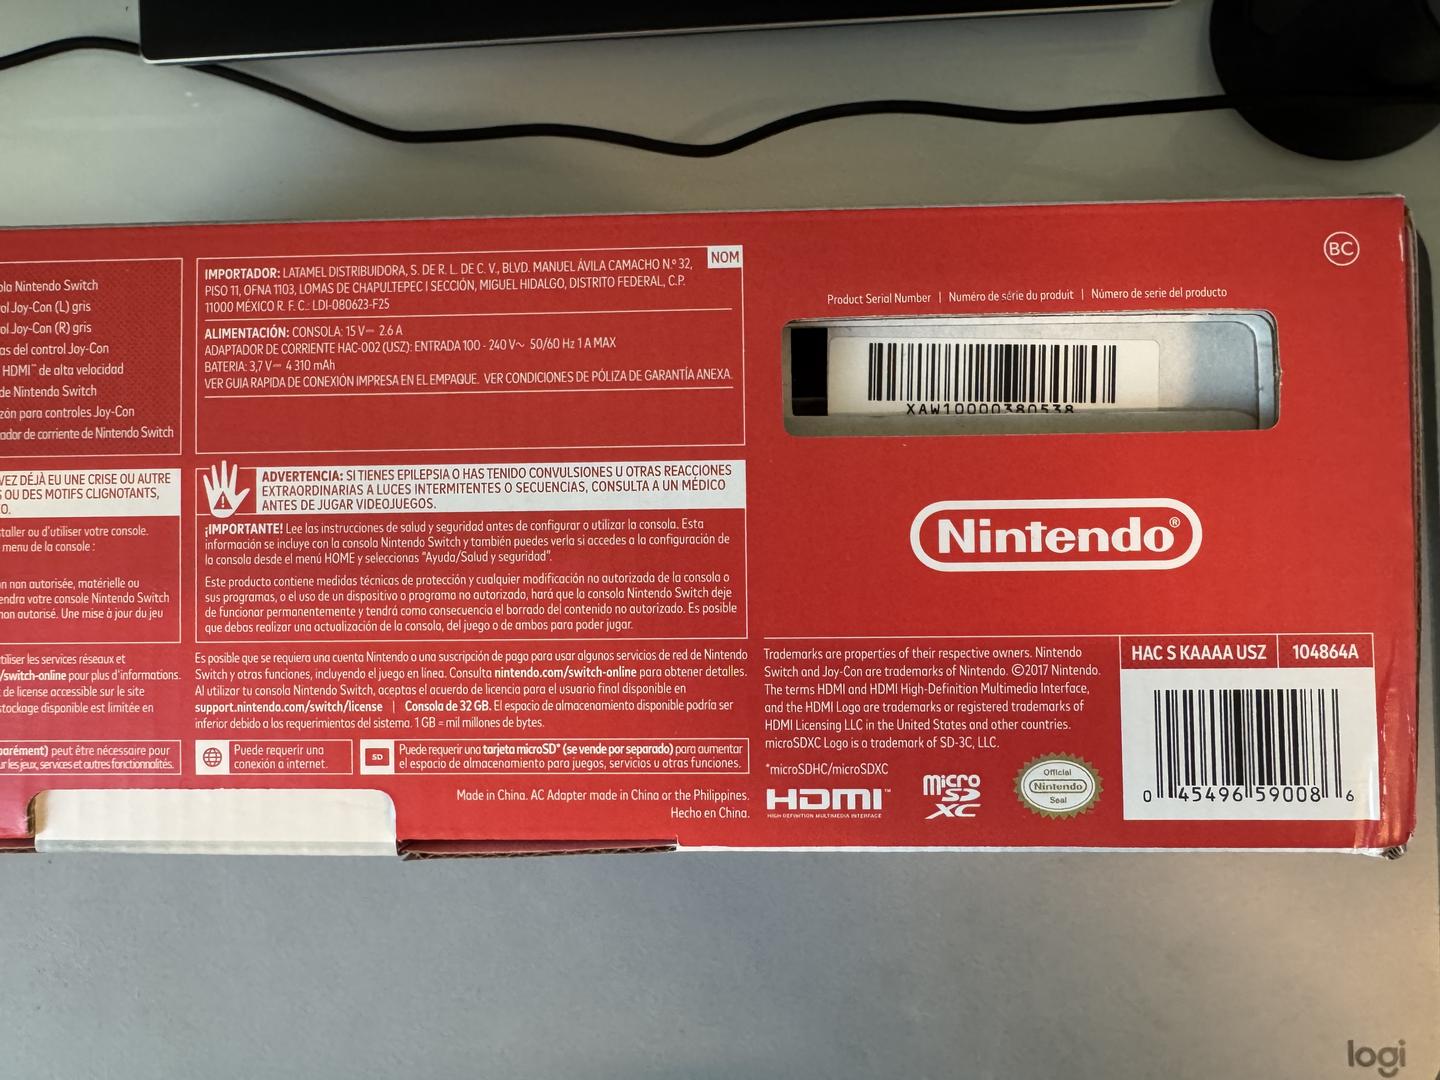 ola Nintendo Switch
ol Joy-Con (L) gris
ol Joy-Con (R) gris
as del control Joy-Con
HDMI™ de alta velocidad
de Nintendo Switch
zón para controles Joy-Con
ador de corriente de Nintendo Switch
VEZ DÉJÀ EU UNE CRISE OU AUTRE
S OU DES MOTIFS CLIGNOTANTS,
O.
staller ou d'utiliser votre console.
menu de la console :
n non autorisée, matérielle ou
endra votre console Nintendo Switch
non autorisé. Une mise à jour du jeu
tiliser les services réseaux et
/switch-online pour plus d'informations.
de license accessible sur le site
stockage disponible est limitée en
parément) peut être nécessaire pour
ur les jeux, services et autres fonctionnalités.
NOM
IMPORTADOR: LATAMEL DISTRIBUIDORA, S. DE R. L. DE C. V., BLVD. MANUEL ÁVILA CAMACHO N.º 32,
PISO 11, OFNA 1103, LOMAS DE CHAPULTEPEC I SECCIÓN, MIGUEL HIDALGO, DISTRITO FEDERAL, C.P.
11000 MÉXICO R. F. C.: LDI-080623-F25
ALIMENTACIÓN: CONSOLA: 15 V⎓ 2.6 A
ADAPTADOR DE CORRIENTE HAC-002 (USZ): ENTRADA 100 - 240 V~ 50/60 Hz 1 A MAX
BATERIA: 3,7 V⎓ 4 310 mAh
VER GUIA RAPIDA DE CONEXIÓN IMPRESA EN EL EMPAQUE. VER CONDICIONES DE PÓLIZA DE GARANTÍA ANEXA.
ADVERTENCIA: SI TIENES EPILEPSIA O HAS TENIDO CONVULSIONES U OTRAS REACCIONES
EXTRAORDINARIAS A LUCES INTERMITENTES O SECUENCIAS, CONSULTA A UN MÉDICO
ANTES DE JUGAR VIDEOJUEGOS.
¡IMPORTANTE! Lee las instrucciones de salud y seguridad antes de configurar o utilizar la consola. Esta
información se incluye con la consola Nintendo Switch y también puedes verla si accedes a la configuración de
la consola desde el menú HOME y seleccionas "Ayuda/Salud y seguridad".
Este producto contiene medidas técnicas de protección y cualquier modificación no autorizada de la consola o
sus programas, o el uso de un dispositivo o programa no autorizado, hará que la consola Nintendo Switch deje
de funcionar permanentemente y tendrá como consecuencia el borrado del contenido no autorizado. Es posible
que debas realizar una actualización de la consola, del juego o de ambos para poder jugar.
Es posible que se requiera una cuenta Nintendo o una suscripción de pago para usar algunos servicios de red de Nintendo
Switch y otras funciones, incluyendo el juego en línea. Consulta nintendo.com/switch-online para obtener detalles.
Al utilizar tu consola Nintendo Switch, aceptas el acuerdo de licencia para el usuario final disponible en
support.nintendo.com/switch/license | Consola de 32 GB. El espacio de almacenamiento disponible podría ser
inferior debido a los requerimientos del sistema. 1 GB = mil millones de bytes.
Puede requerir una
conexión a internet.
SD
Puede requerir una tarjeta microSD* (se vende por separado) para aumentar
el espacio de almacenamiento para juegos, servicios u otras funciones.
Made in China. AC Adapter made in China or the Philippines.
Hecho en China.
BC
Product Serial Number | Numéro de série du produit | Número de serie del producto
XAW10000380538
Nintendo®
Trademarks are properties of their respective owners. Nintendo
Switch and Joy-Con are trademarks of Nintendo. ©2017 Nintendo.
The terms HDMI and HDMI High-Definition Multimedia Interface,
and the HDMI Logo are trademarks or registered trademarks of
HDMI Licensing LLC in the United States and other countries.
microSDXC Logo is a trademark of SD-3C, LLC.
*microSDHC/microSDXC
HDMI™
HIGH-DEFINITION MULTIMEDIA INTERFACE
Micro
SD
XC
Official
Nintendo
Seal
HAC S KAAAA USZ
104864A
0 45496 59008 6
logi